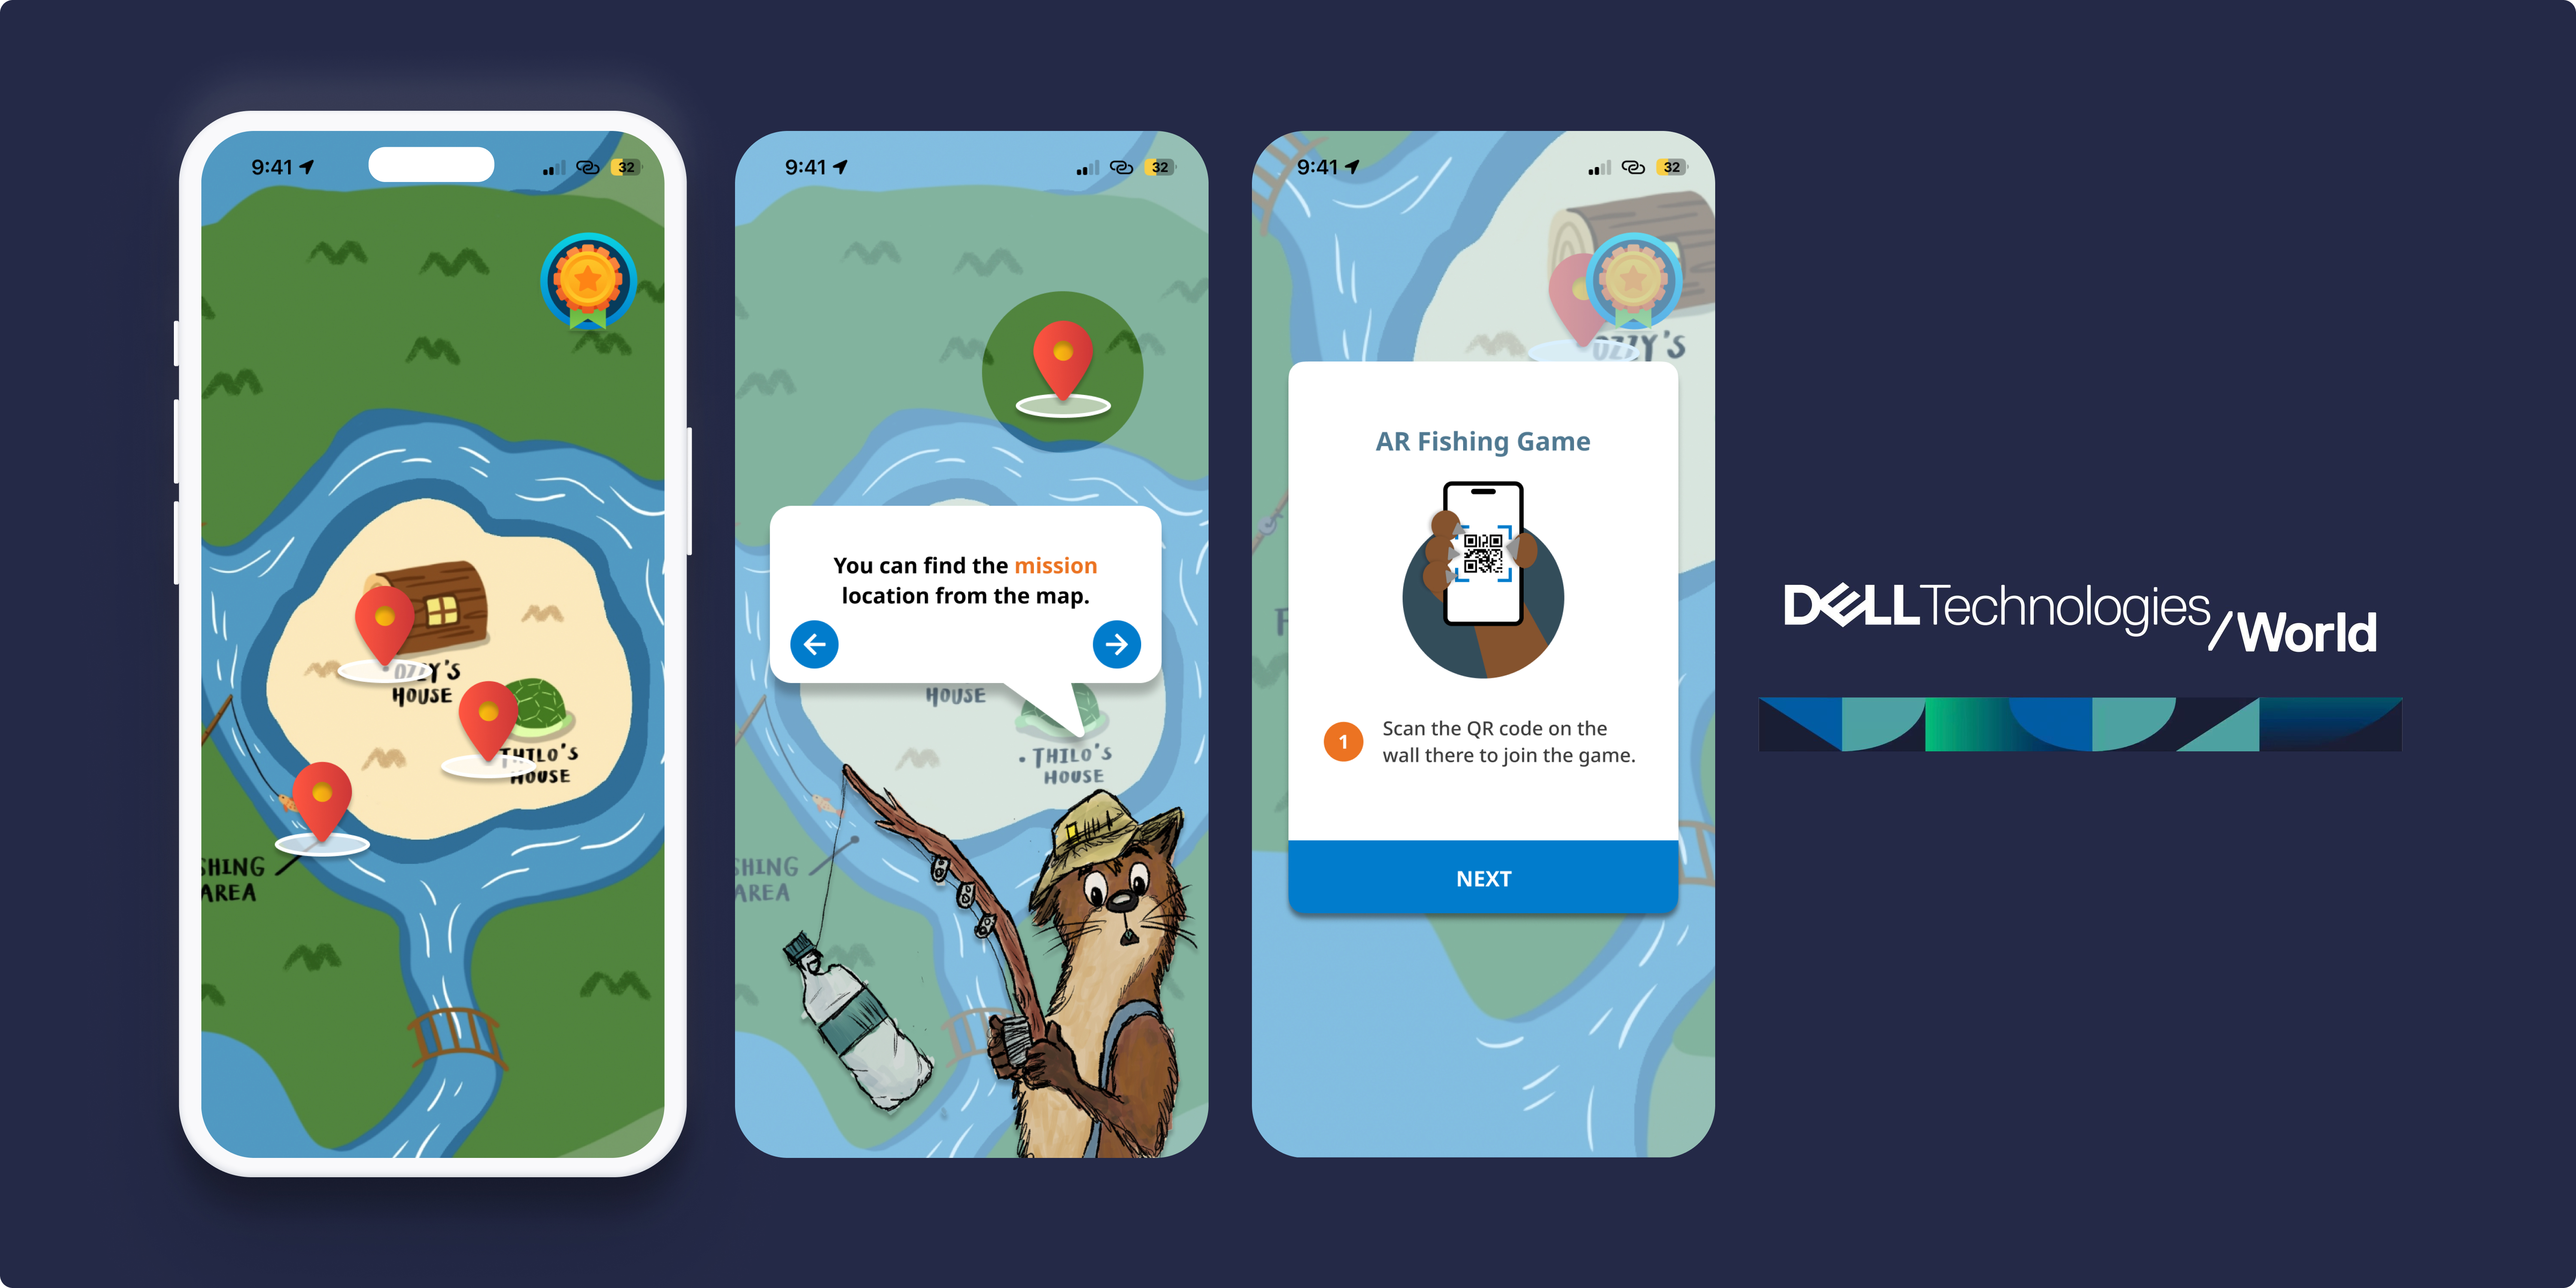 9:41
32
OZZY'S
HOUSE
THILO'S
HOUSE
SHING
AREA
9:41
32
You can find the mission
location from the map.
HOUSE
THILO'S
HOUSE
SHING
AREA
9:41
32
OZZY'S
AR Fishing Game
1
Scan the QR code on the
wall there to join the game.
NEXT
DELL Technologies
/World